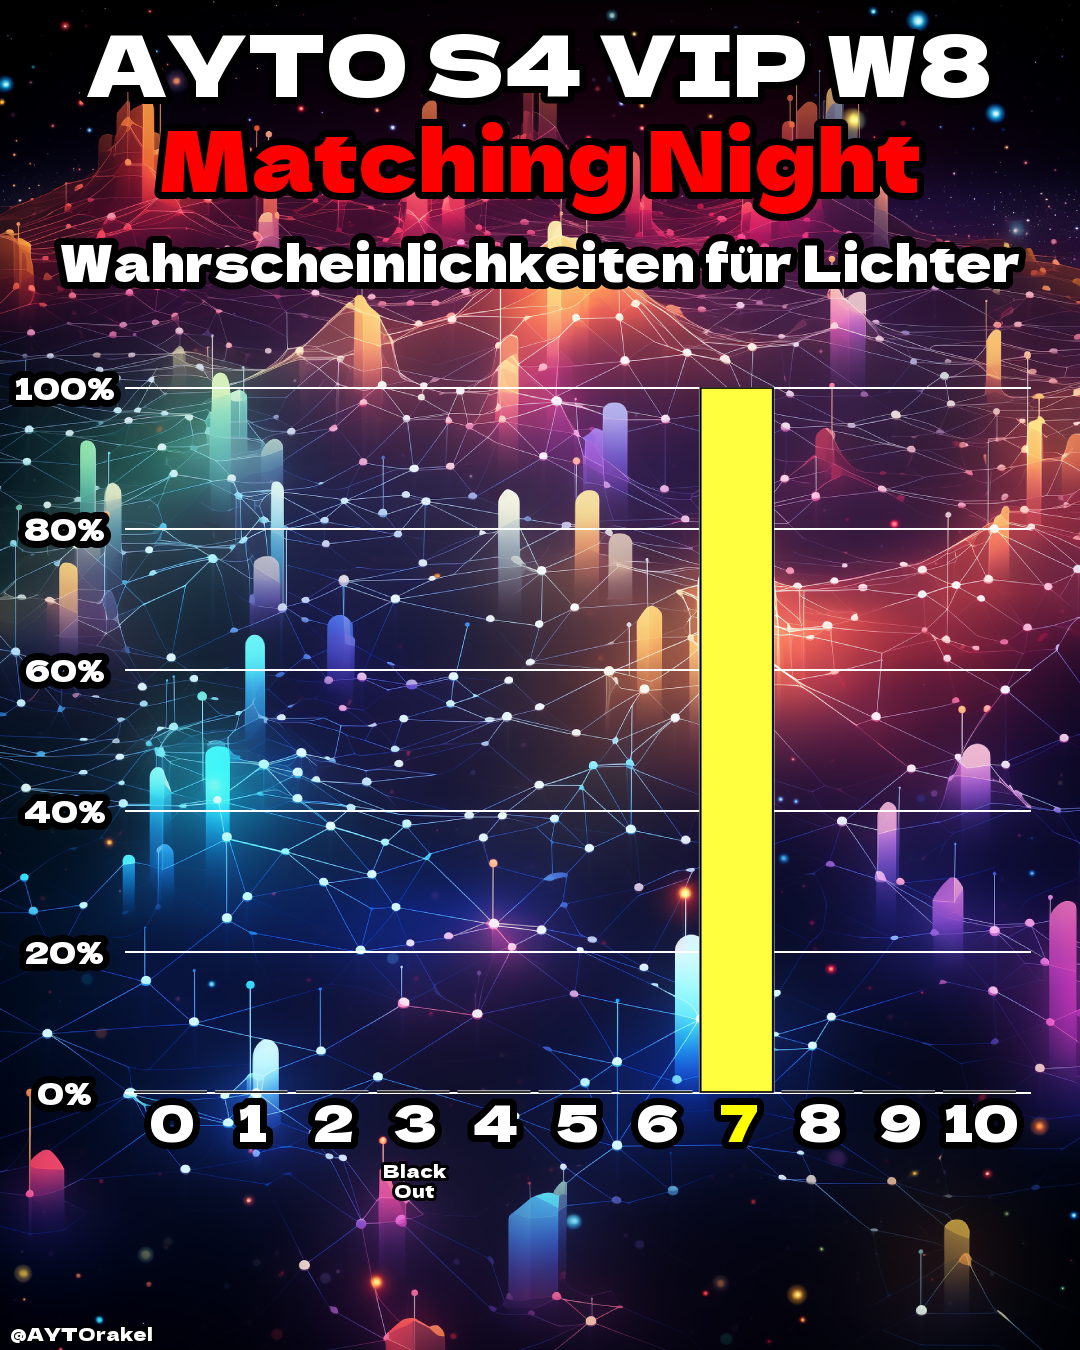 AYTO S4 VIP W8
Matching Night
Wahrscheinlichkeiten für Lichter
100%
80%
60%
40%
20%
0%
0 1 2 3 4 5 6 7 8 9 10
Black
Out
@AYTOrakel